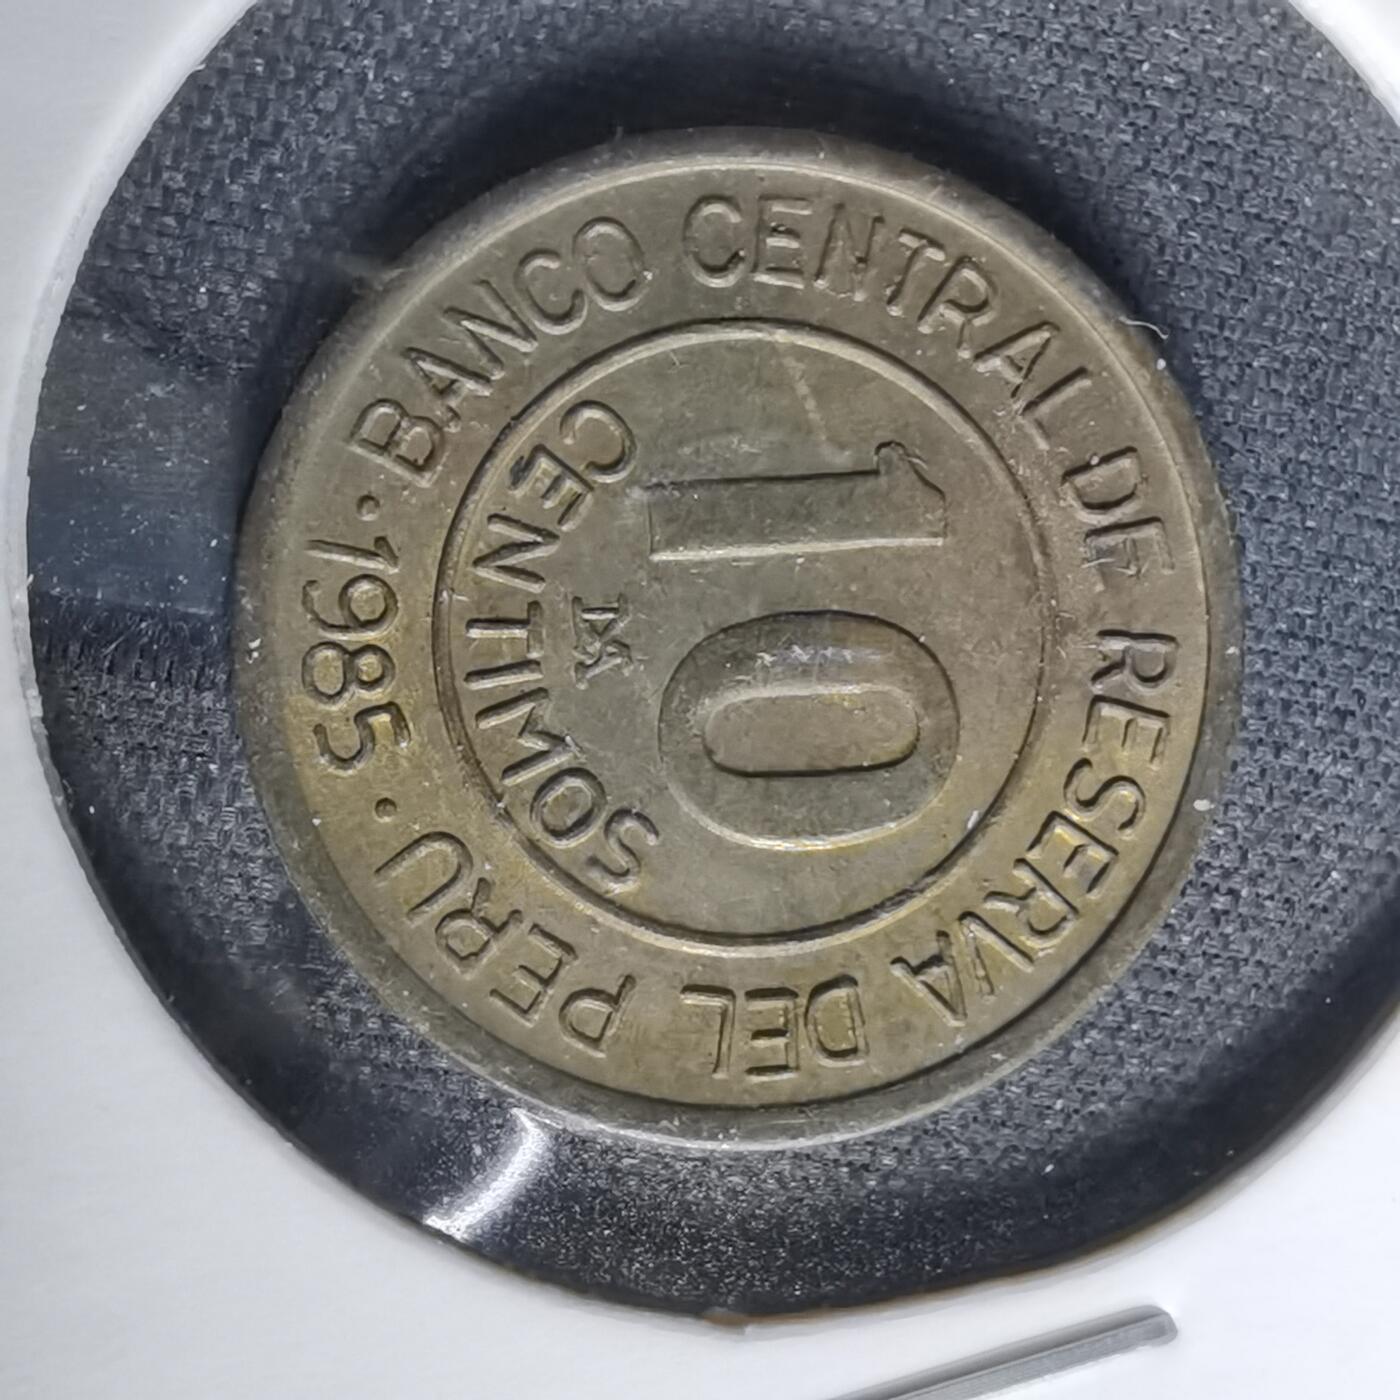 BANCO CENTRAL DE RESERVA DEL PERU
· 1985 ·
10
CENTIMOS